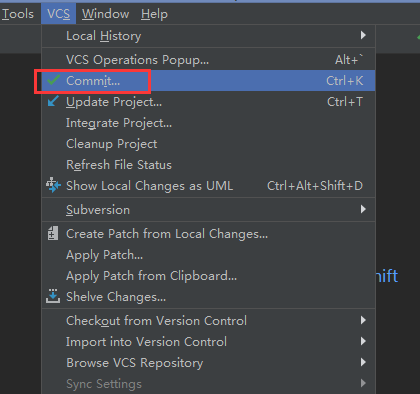 Tools VCS Window Help
Local History
VCS Operations Popup... Alt+`
Commit... Ctrl+K
Update Project... Ctrl+T
Integrate Project...
Cleanup Project
Refresh File Status
Show Local Changes as UML Ctrl+Alt+Shift+D
Subversion
Create Patch from Local Changes...
Apply Patch...
Apply Patch from Clipboard...
hift
Shelve Changes...
Checkout from Version Control
Import into Version Control
Browse VCS Repository
Sync Settings